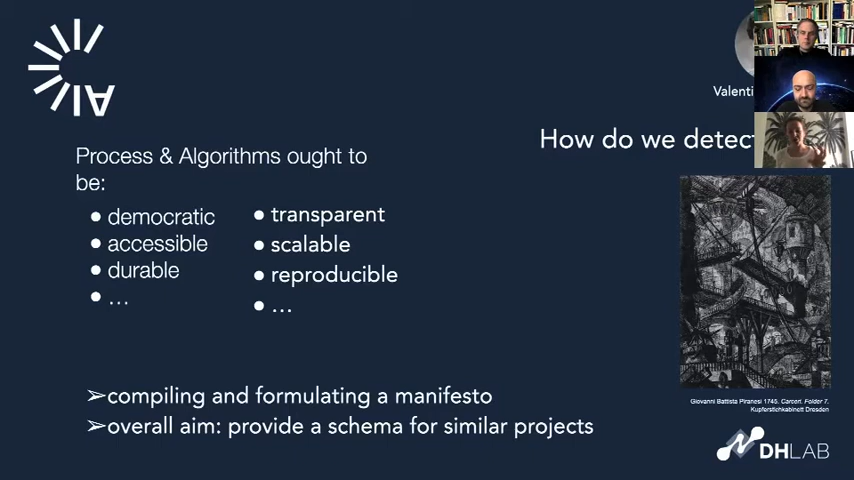 Valenti
How do we detect
Process & Algorithms ought to
be:
● democratic
● accessible
● durable
● ...
● transparent
● scalable
● reproducible
● ...
➢compiling and formulating a manifesto
➢overall aim: provide a schema for similar projects
Giovanni Battista Piranesi 1745. Carceri. Folder 7.
Kupferstichkabinett Dresden
DHLAB